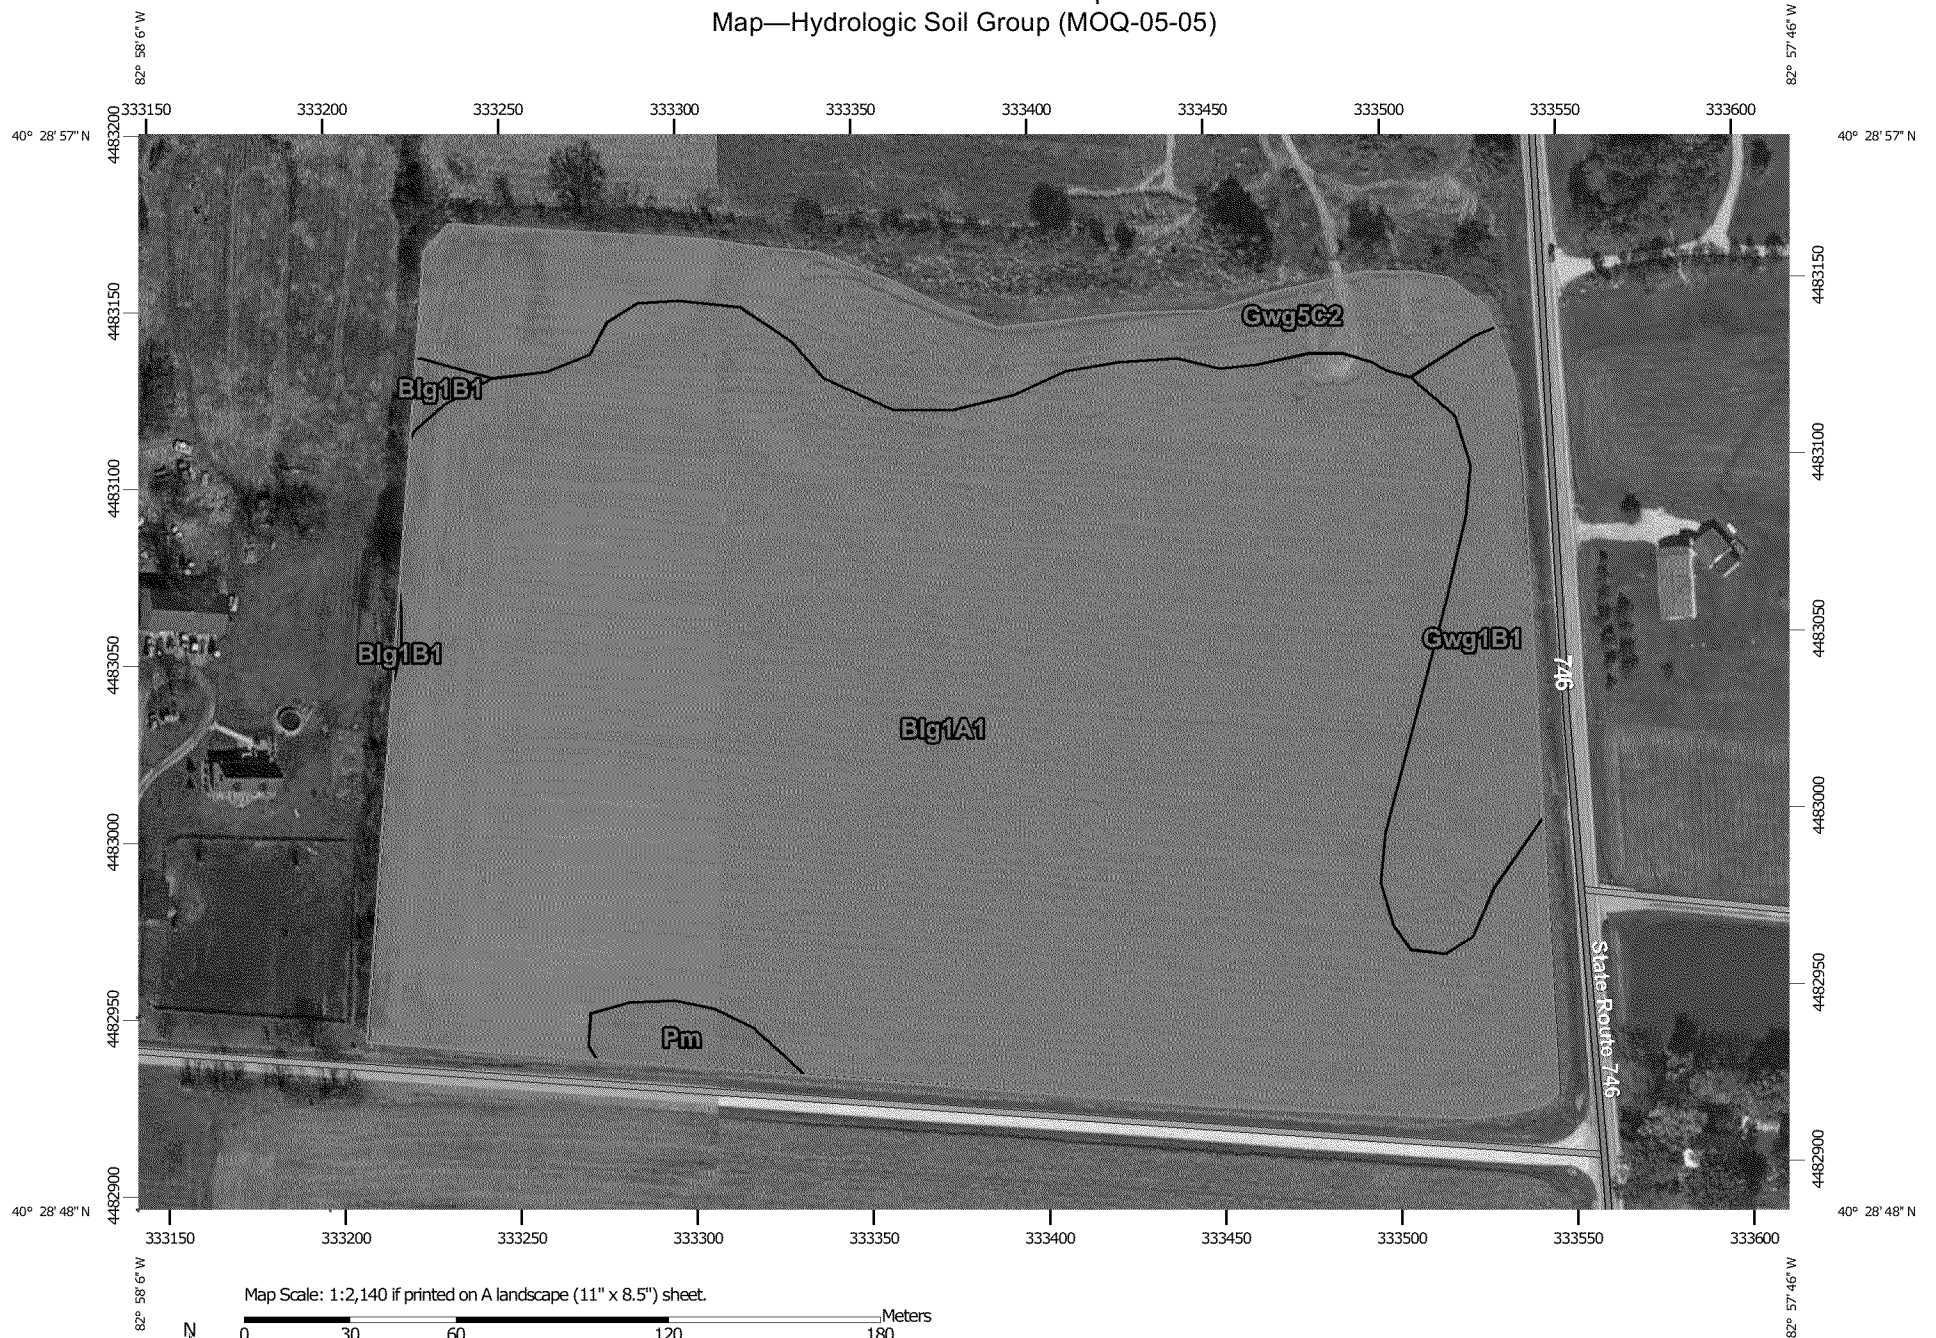 Map—Hydrologic Soil Group (MOQ-05-05)
82° 58' 6'' W
82° 57' 46'' W
333150 333200 333250 333300 333350 333400 333450 333500 333550 333600
40° 28' 57'' N
40° 28' 57'' N
4483200
4483150
4483100
4483050
4483000
4482950
4482900
4483150
4483100
4483050
4483000
4482950
4482900
Gwg5C2
Blg1B1
Blg1B1
Gwg1B1
746
Blg1A1
State Route 746
Pm
40° 28' 48'' N
40° 28' 48'' N
333150 333200 333250 333300 333350 333400 333450 333500 333550 333600
82° 58' 6'' W
82° 57' 46'' W
Map Scale: 1:2,140 if printed on A landscape (11" x 8.5") sheet.
Meters
N
0 30 60 120 180